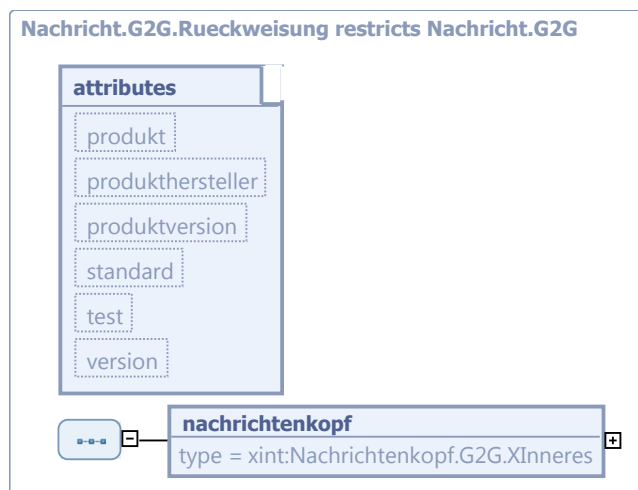 Nachricht.G2G.Rueckweisung restricts Nachricht.G2G
attributes
produkt
produkthersteller
produktversion
standard
test
version
nachrichtenkopf
type = xint:Nachrichtenkopf.G2G.XInneres